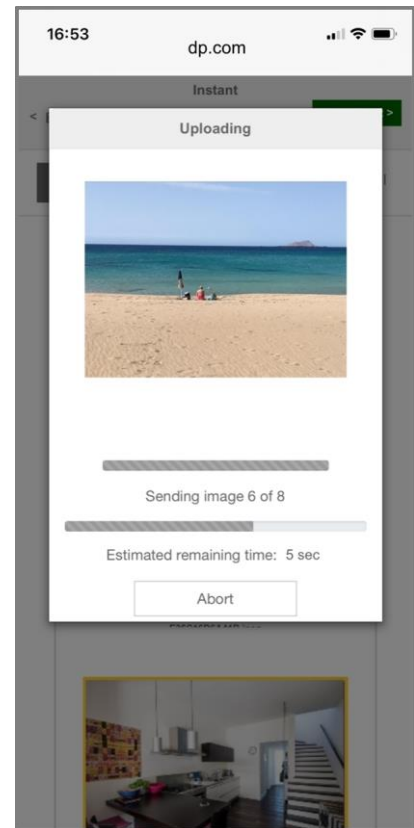 16:53
dp.com
Instant
<
>
Uploading
Sending image 6 of 8
Estimated remaining time: 5 sec
Abort